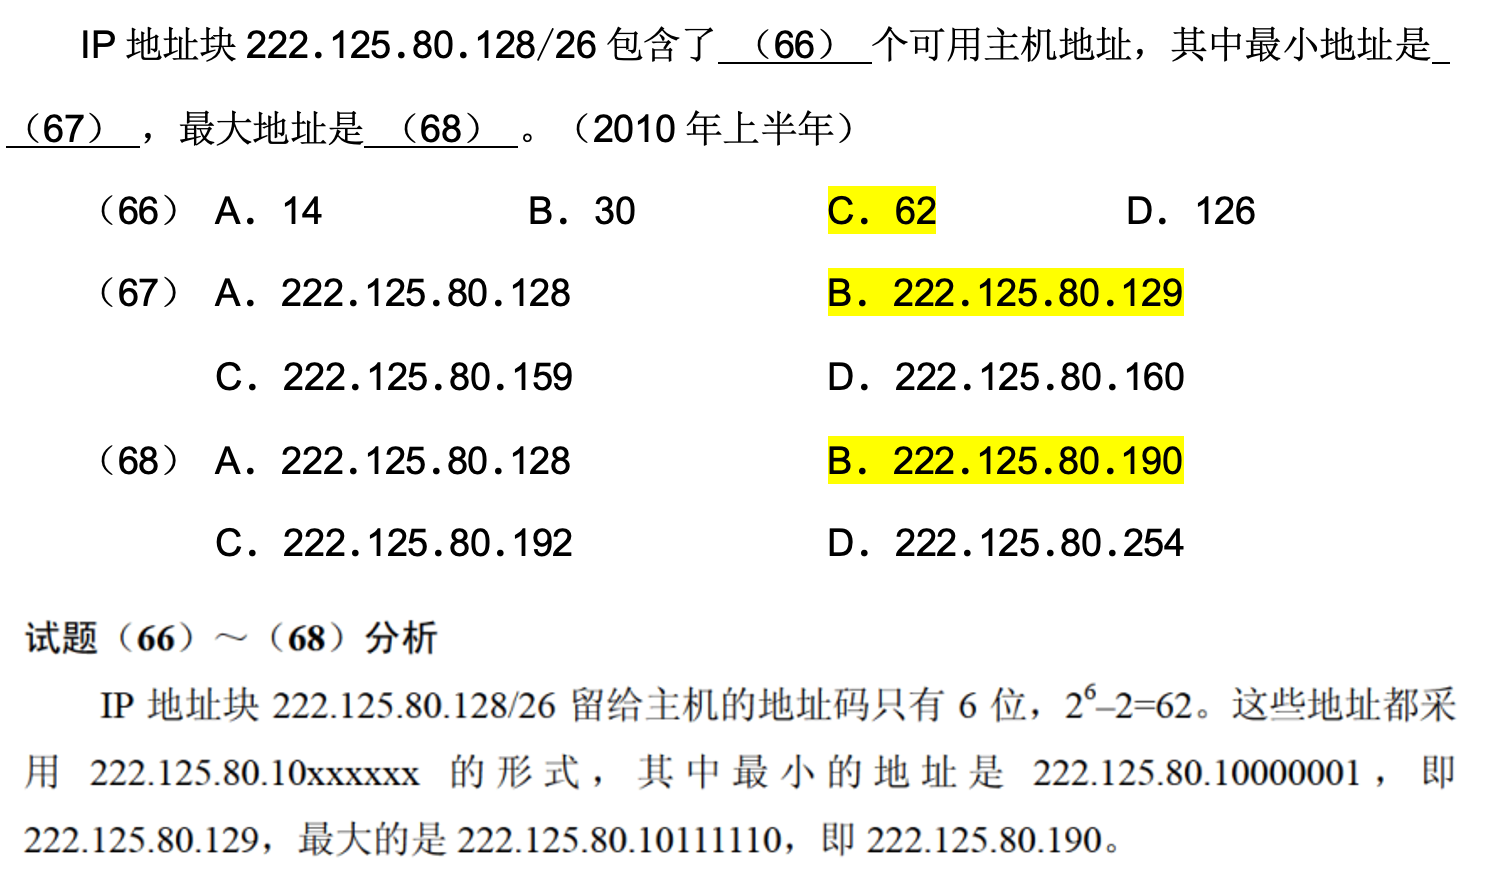 IP 地址块 222.125.80.128/26 包含了 （66） 个可用主机地址，其中最小地址是
（67） ，最大地址是 （68） 。（2010 年上半年）
（66） A. 14 B. 30 C. 62 D. 126
（67） A. 222.125.80.128 B. 222.125.80.129
C. 222.125.80.159 D. 222.125.80.160
（68） A. 222.125.80.128 B. 222.125.80.190
C. 222.125.80.192 D. 222.125.80.254
试题（66）～（68）分析
IP 地址块 222.125.80.128/26 留给主机的地址码只有 6 位，2⁶–2=62。这些地址都采
用 222.125.80.10xxxxxx 的形式，其中最小的地址是 222.125.80.10000001，即
222.125.80.129，最大的是 222.125.80.10111110，即 222.125.80.190。